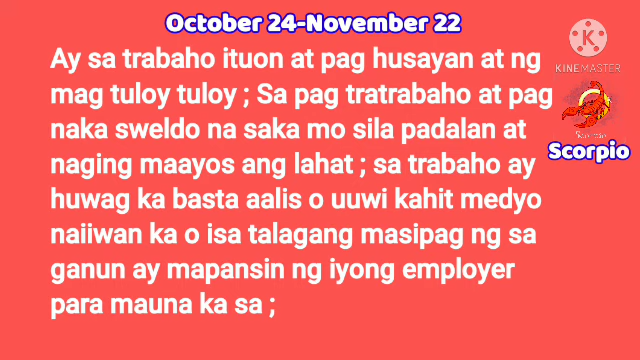 October 24-November 22
Ay sa trabaho ituon at pag husayan at ng
mag tuloy tuloy ; Sa pag tratrabaho at pag
naka sweldo na saka mo sila padalan at
naging maayos ang lahat ; sa trabaho ay
huwag ka basta aalis o uuwi kahit medyo
naiiwan ka o isa talagang masipag ng sa
ganun ay mapansin ng iyong employer
para mauna ka sa ;
K
KINEMASTER
Scorpio
Scorpio